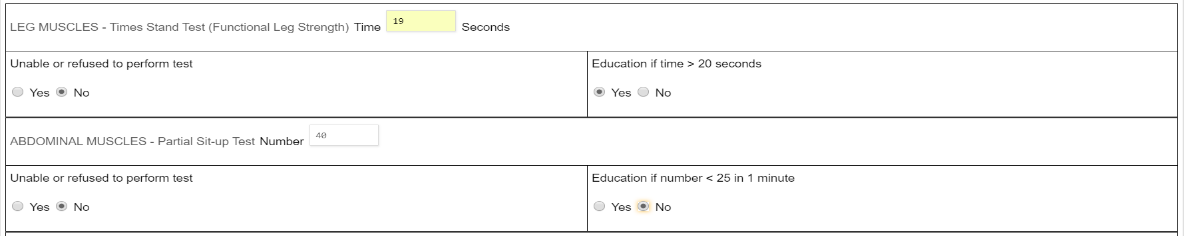 LEG MUSCLES - Times Stand Test (Functional Leg Strength) Time 19 Seconds
Unable or refused to perform test
Yes No
Education if time > 20 seconds
Yes No
ABDOMINAL MUSCLES - Partial Sit-up Test Number 40
Unable or refused to perform test
Yes No
Education if number < 25 in 1 minute
Yes No